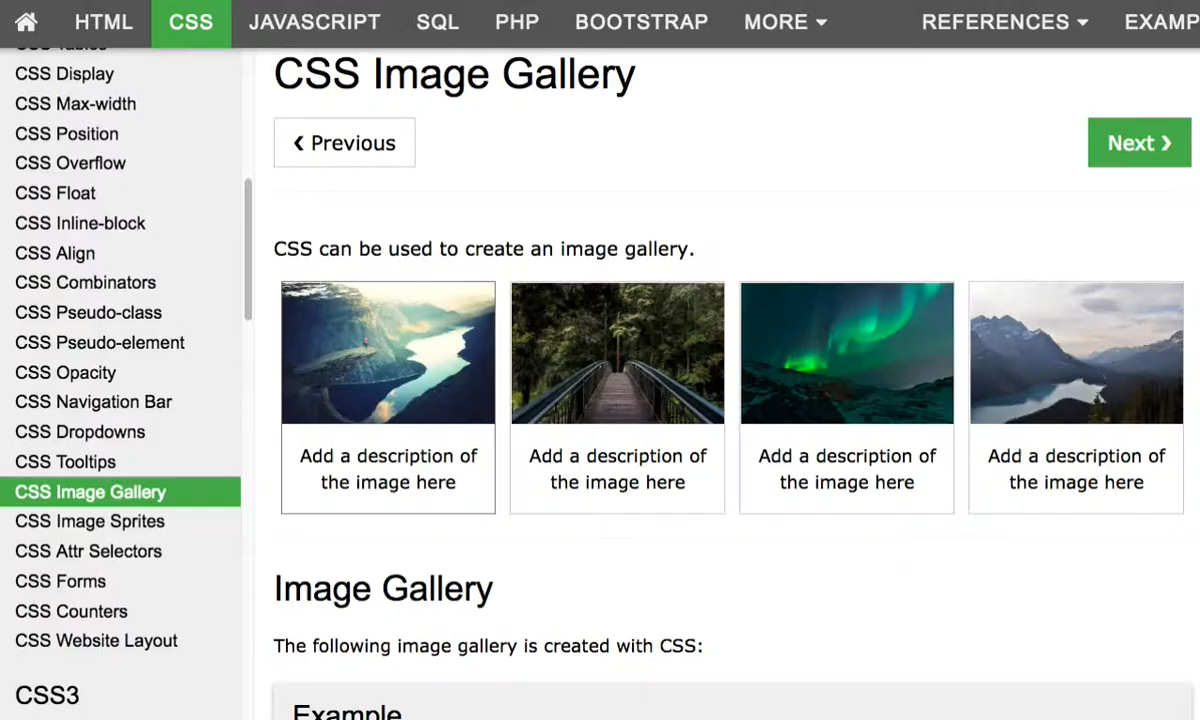 HTML CSS JAVASCRIPT SQL PHP BOOTSTRAP MORE REFERENCES
CSS Display
CSS Max-width
CSS Position
CSS Overflow
CSS Float
CSS Inline-block
CSS Align
CSS Combinators
CSS Pseudo-class
CSS Pseudo-element
CSS Opacity
CSS Navigation Bar
CSS Dropdowns
CSS Tooltips
CSS Image Gallery
CSS Image Sprites
CSS Attr Selectors
CSS Forms
CSS Counters
CSS Website Layout
CSS3
CSS Image Gallery
❮ Previous
Next ❯
CSS can be used to create an image gallery.
Add a description of
the image here
Add a description of
the image here
Add a description of
the image here
Add a description of
the image here
Image Gallery
The following image gallery is created with CSS:
Example